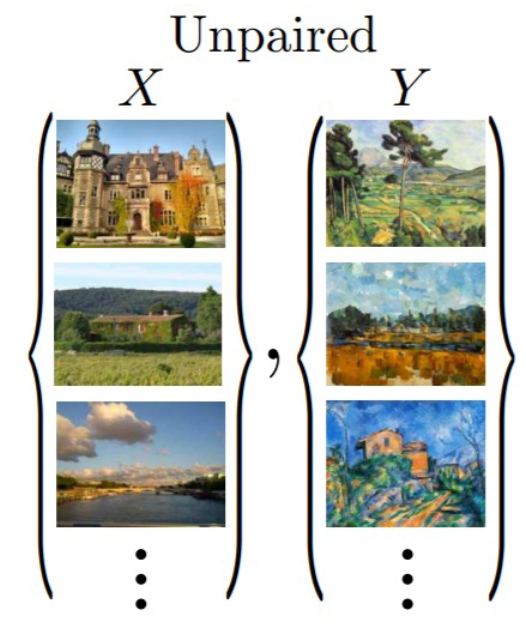 Unpaired
X Y
,
⋮ ⋮